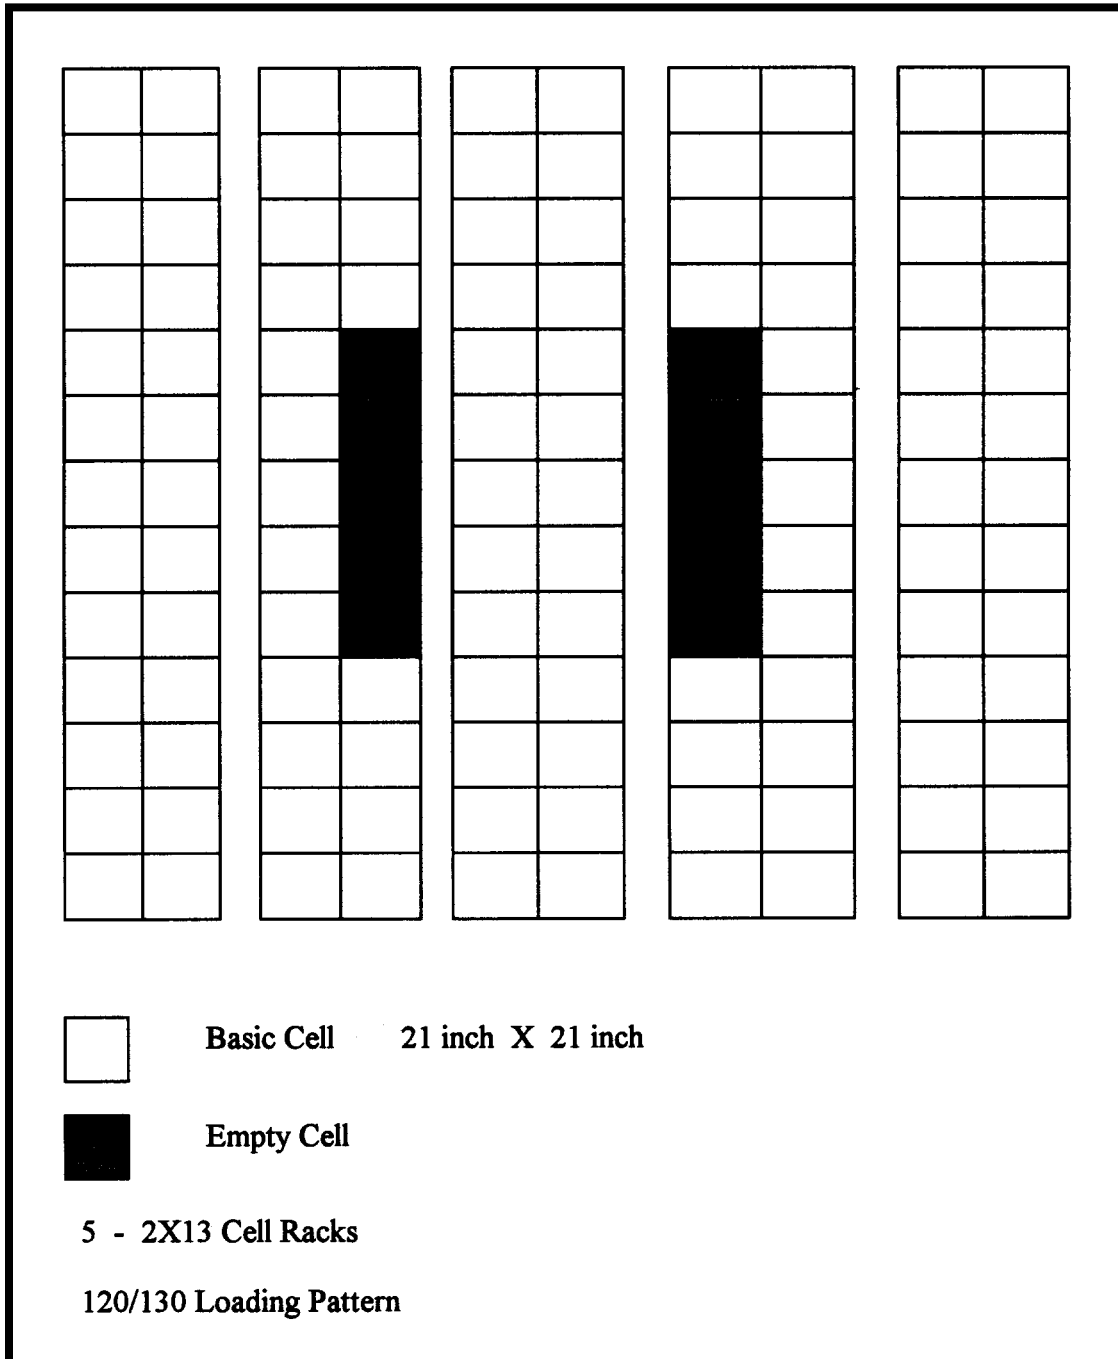 Basic Cell 21 inch X 21 inch
Empty Cell
5 - 2X13 Cell Racks
120/130 Loading Pattern